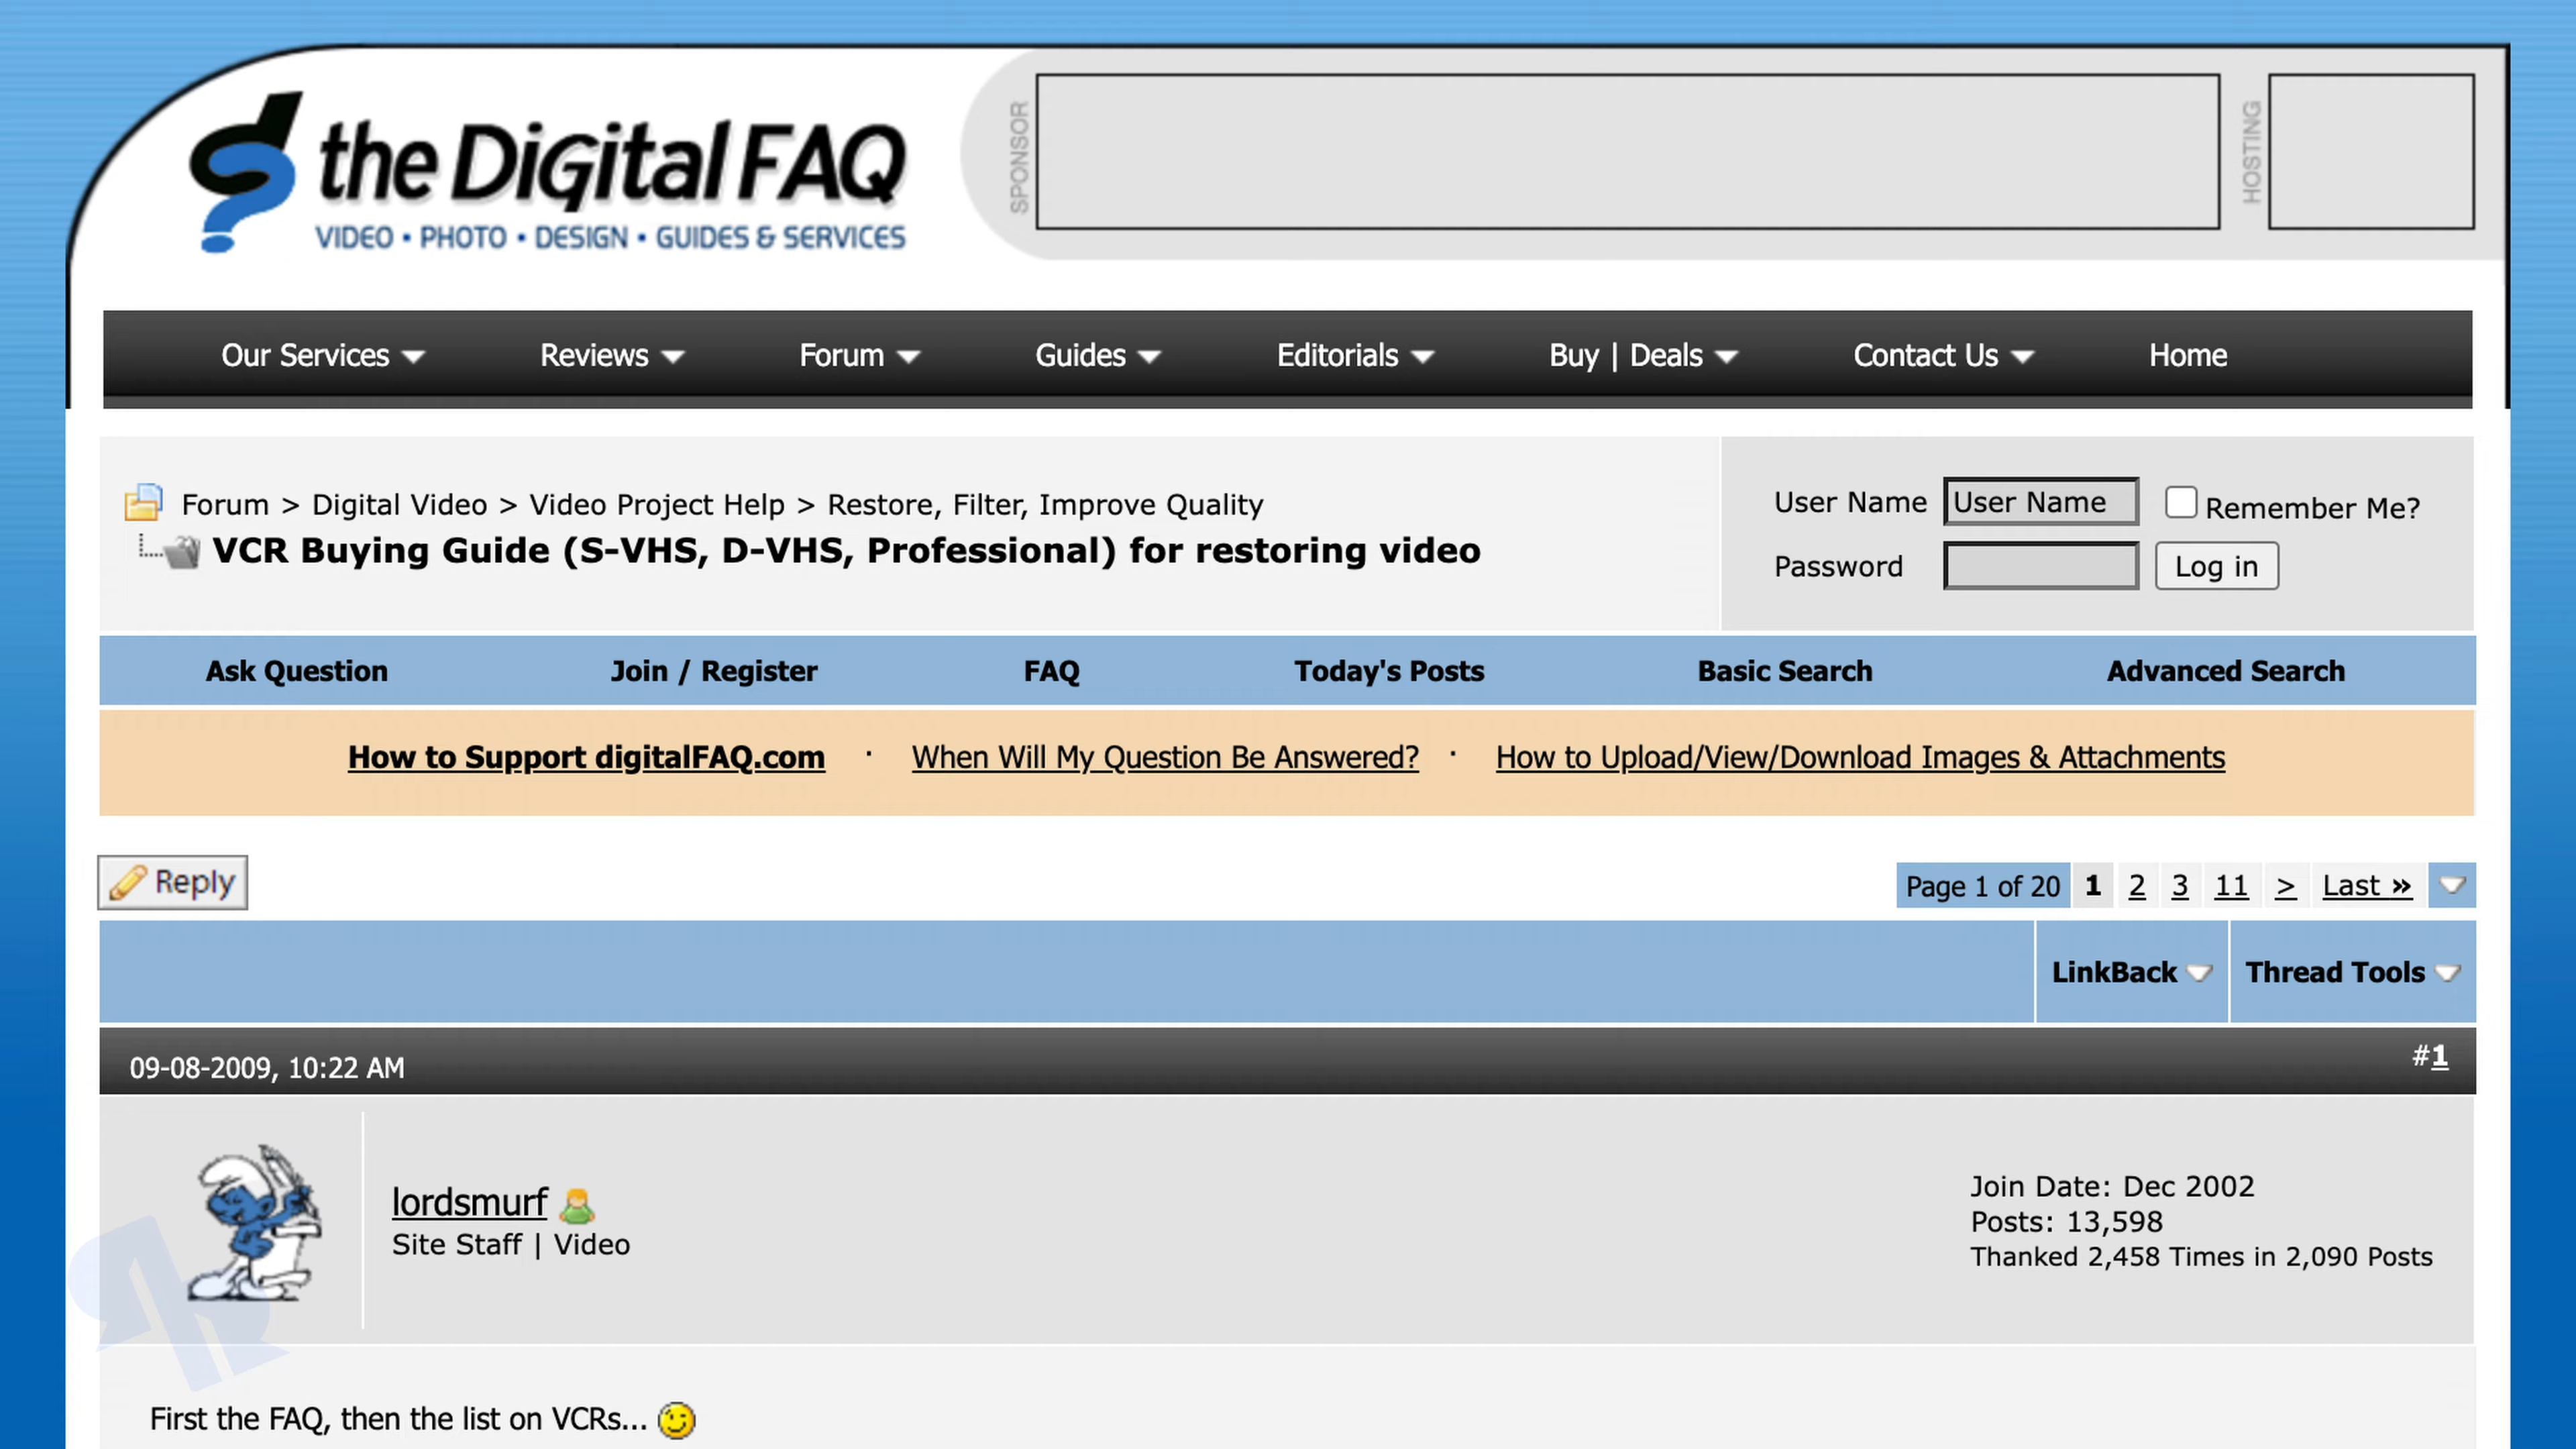 the Digital FAQ
VIDEO • PHOTO • DESIGN • GUIDES & SERVICES
SPONSOR
HOSTING
Our Services Reviews Forum Guides Editorials Buy | Deals Contact Us Home
Forum > Digital Video > Video Project Help > Restore, Filter, Improve Quality
VCR Buying Guide (S-VHS, D-VHS, Professional) for restoring video
User Name User Name Remember Me?
Password Log in
Ask Question Join / Register FAQ Today's Posts Basic Search Advanced Search
How to Support digitalFAQ.com · When Will My Question Be Answered? · How to Upload/View/Download Images & Attachments
Reply
Page 1 of 20 1 2 3 11 > Last »
LinkBack Thread Tools
09-08-2009, 10:22 AM
#1
lordsmurf
Site Staff | Video
Join Date: Dec 2002
Posts: 13,598
Thanked 2,458 Times in 2,090 Posts
First the FAQ, then the list on VCRs...